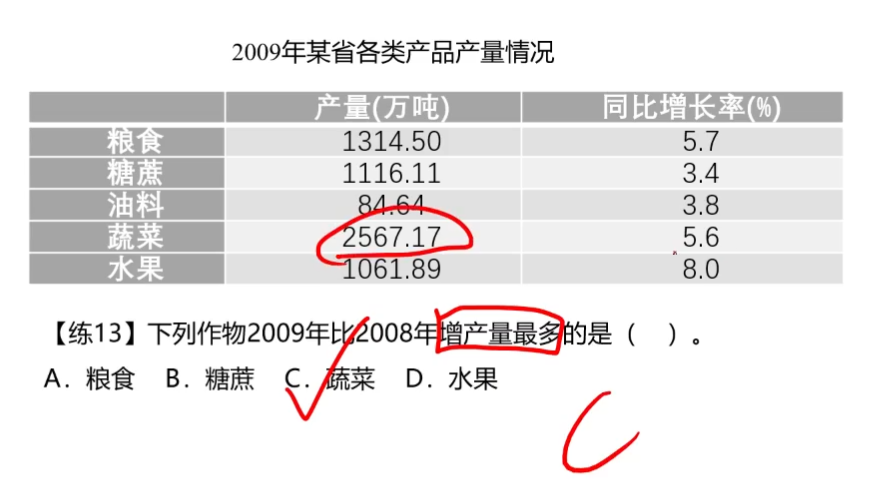 2009年某省各类产品产量情况
产量(万吨) 同比增长率(%)
粮食 1314.50 5.7
糖蔗 1116.11 3.4
油料 84.64 3.8
蔬菜 2567.17 5.6
水果 1061.89 8.0
【练13】下列作物2009年比2008年增产量最多的是（ ）。
A. 粮食 B. 糖蔗 C. 蔬菜 D. 水果
C